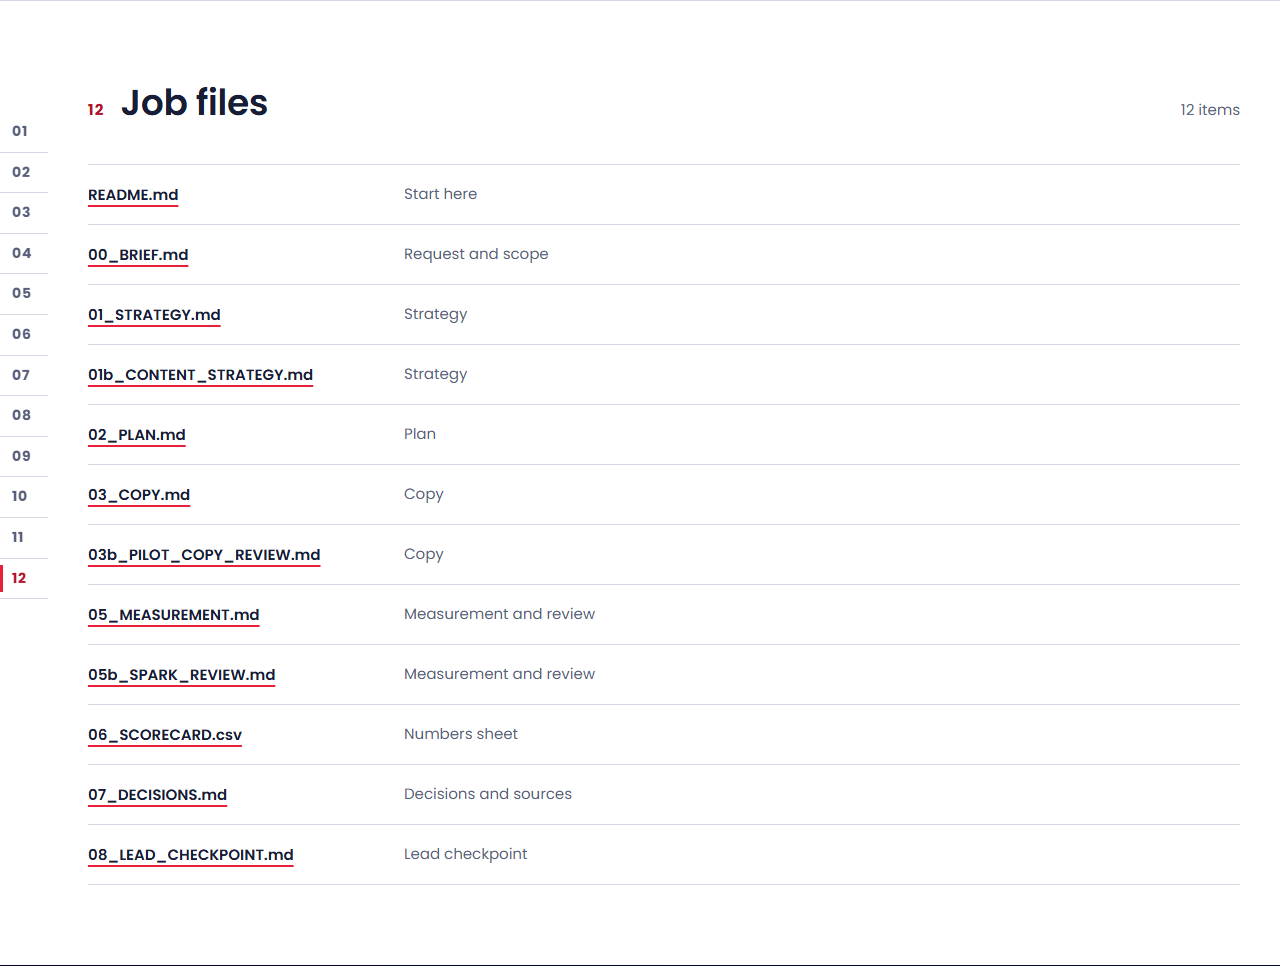 12 Job files 12 items
01
02
03
04
05
06
07
08
09
10
11
12
README.md Start here
00_BRIEF.md Request and scope
01_STRATEGY.md Strategy
01b_CONTENT_STRATEGY.md Strategy
02_PLAN.md Plan
03_COPY.md Copy
03b_PILOT_COPY_REVIEW.md Copy
05_MEASUREMENT.md Measurement and review
05b_SPARK_REVIEW.md Measurement and review
06_SCORECARD.csv Numbers sheet
07_DECISIONS.md Decisions and sources
08_LEAD_CHECKPOINT.md Lead checkpoint